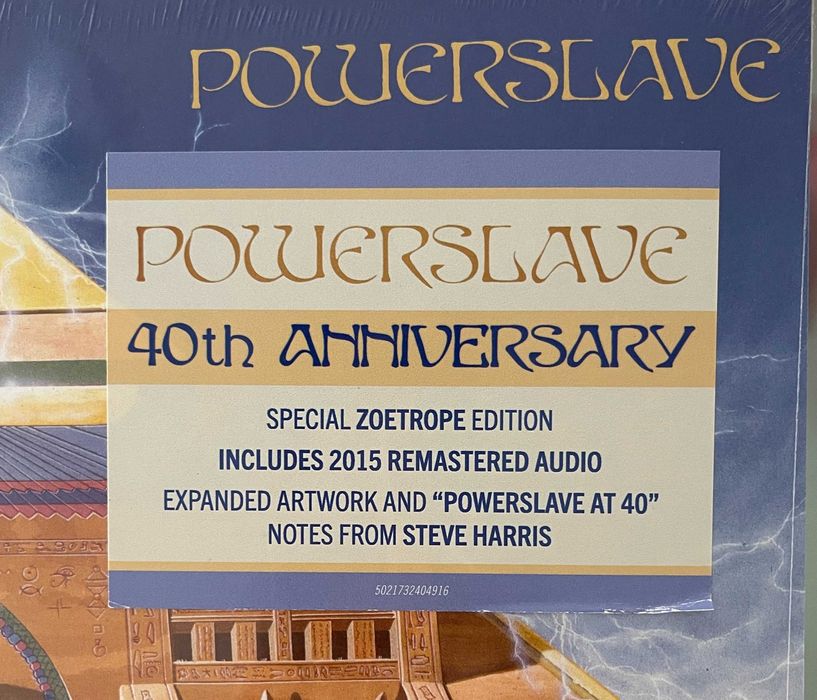 POWERSLAVE
POWERSLAVE
40th ANNIVERSARY
SPECIAL ZOETROPE EDITION
INCLUDES 2015 REMASTERED AUDIO
EXPANDED ARTWORK AND “POWERSLAVE AT 40”
NOTES FROM STEVE HARRIS
5021732404916